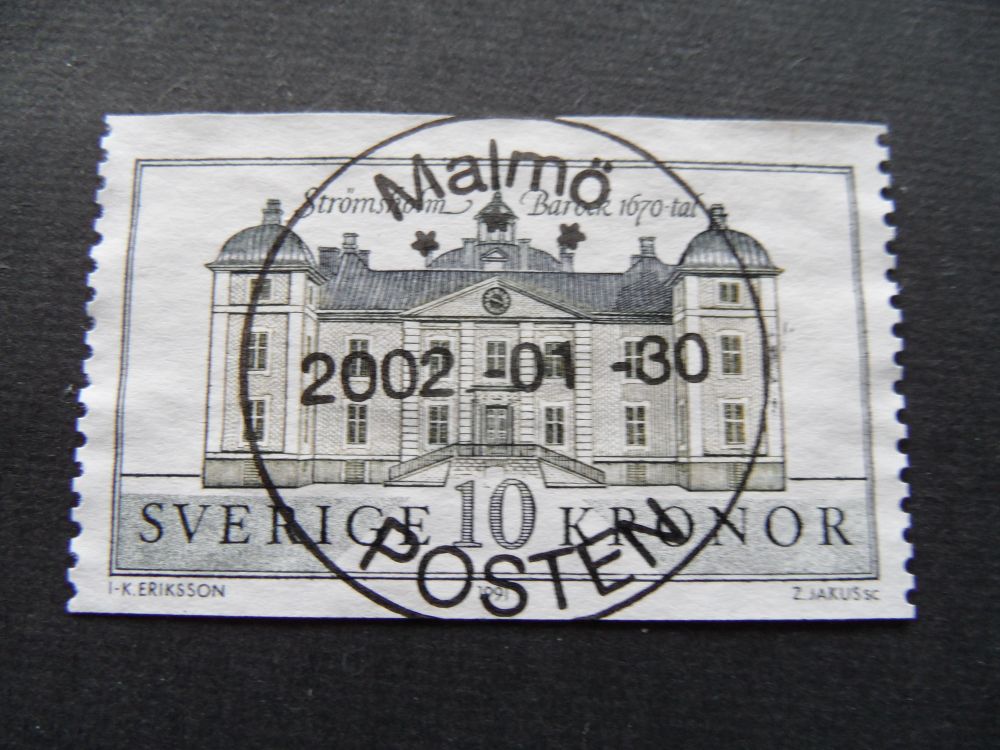 Malmö
Strömsholm Barock 1670-tal
2002 -01 -30
SVERIGE 10 KRONOR
POSTEN
I-K. ERIKSSON 1991 Z. JAKUS SC